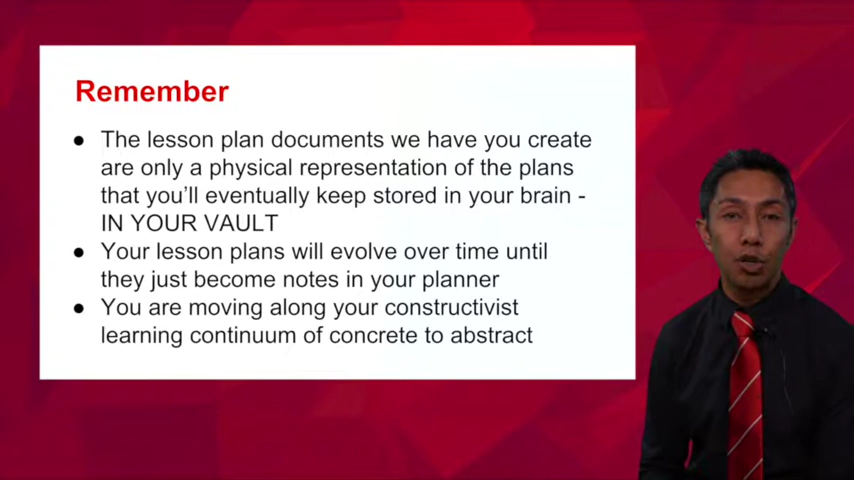 Remember
● The lesson plan documents we have you create
are only a physical representation of the plans
that you'll eventually keep stored in your brain -
IN YOUR VAULT
● Your lesson plans will evolve over time until
they just become notes in your planner
● You are moving along your constructivist
learning continuum of concrete to abstract